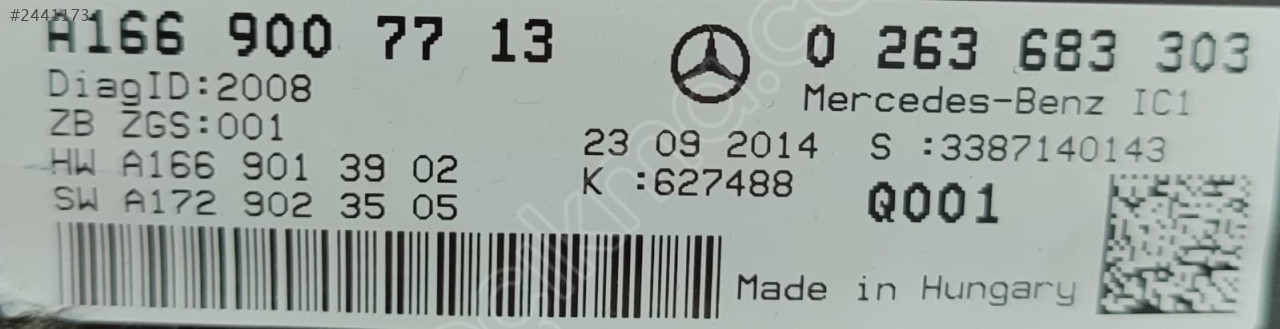 #2441173
A166 900 77 13
DiagID:2008
ZB ZGS:001
HW A166 901 39 02
SW A172 902 35 05
0 263 683 303
Mercedes-Benz IC1
23 09 2014 S :3387140143
K :627488
Q001
Made in Hungary